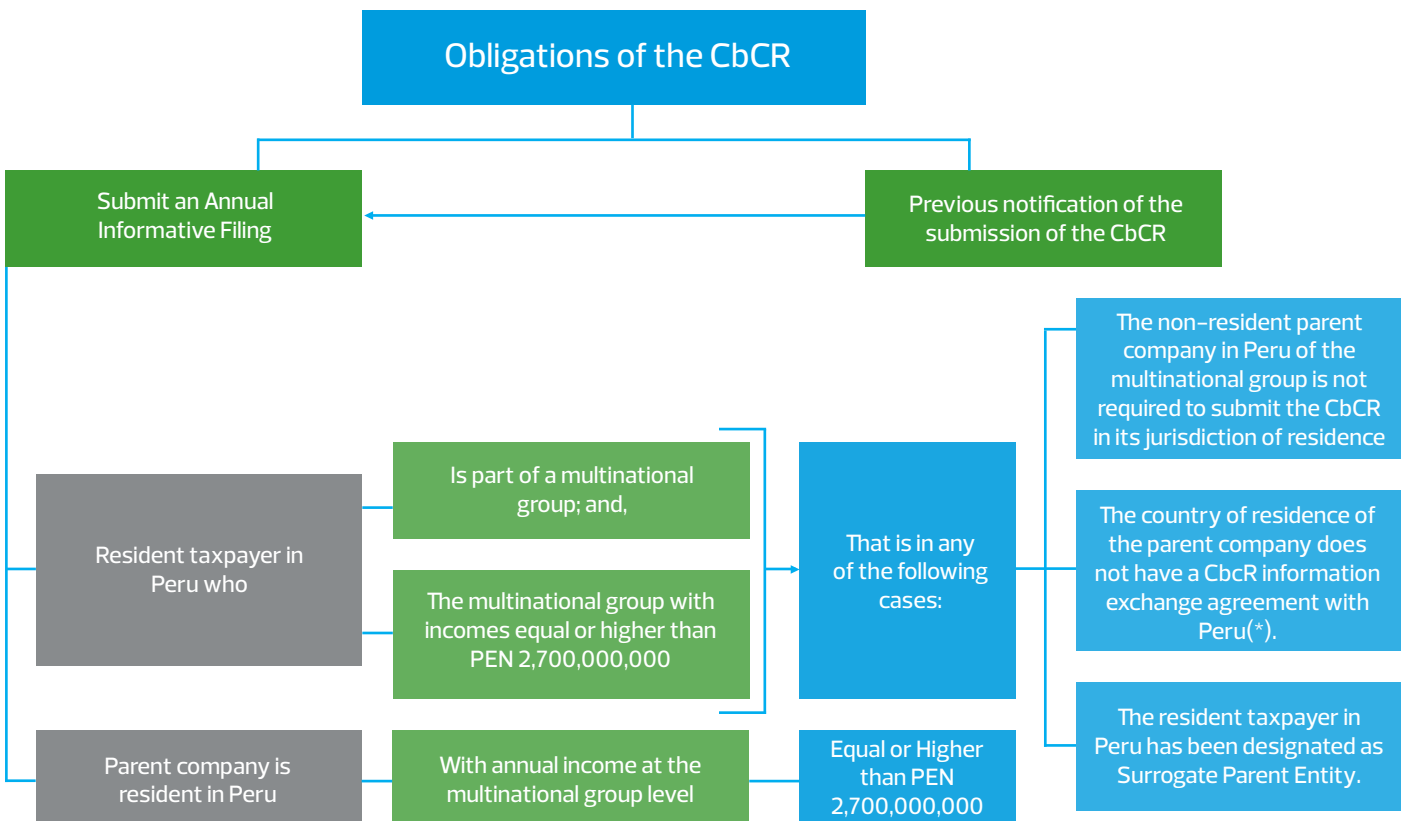 Obligations of the CbCR
Submit an Annual
Informative Filing
Previous notification of the
submission of the CbCR
Resident taxpayer in
Peru who
Is part of a multinational
group; and,
The multinational group with
incomes equal or higher than
PEN 2,700,000,000
That is in any
of the following
cases:
The non-resident parent
company in Peru of the
multinational group is not
required to submit the CbCR
in its jurisdiction of residence
The country of residence of
the parent company does
not have a CbcR information
exchange agreement with
Peru(*).
The resident taxpayer in
Peru has been designated as
Surrogate Parent Entity.
Parent company is
resident in Peru
With annual income at the
multinational group level
Equal or Higher
than PEN
2,700,000,000